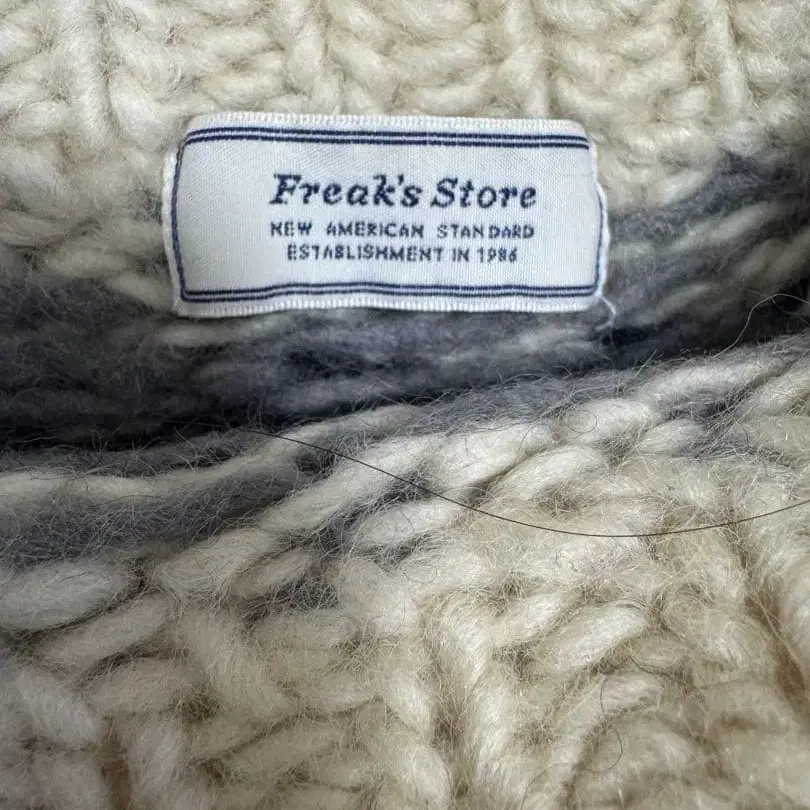 Freak's Store
NEW AMERICAN STANDARD
ESTABLISHMENT IN 1986